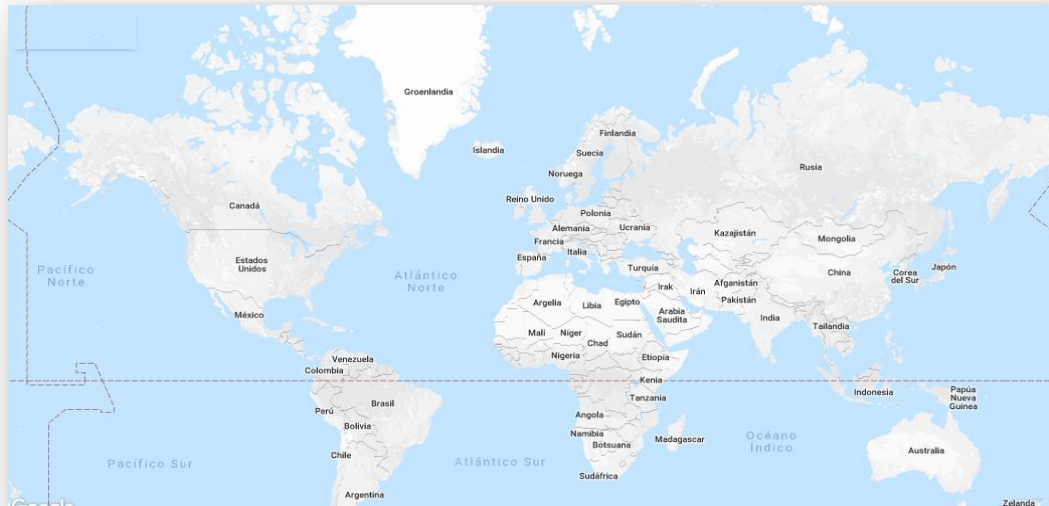 Groenlandia
Islandia
Finlandia
Suecia
Noruega
Rusia
Canadá
Reino Unido
Polonia
Alemania
Ucrania
Francia
Kazajistán
Mongolia
Italia
España
Estados
Unidos
Pacífico
Norte
Atlántico
Norte
Turquía
China
Corea
del Sur
Japón
Irak
Irán
Afganistán
Pakistán
Argelia
Libia
Egipto
Arabia
Saudita
India
México
Malí
Níger
Chad
Sudán
Tailandia
Nigeria
Etiopía
Venezuela
Colombia
Kenia
Indonesia
Papúa
Nueva
Guinea
Tanzania
Brasil
Perú
Angola
Bolivia
Namibia
Botsuana
Madagascar
Océano
Índico
Australia
Chile
Pacífico Sur
Atlántico Sur
Sudáfrica
Argentina
Zelanda
Google